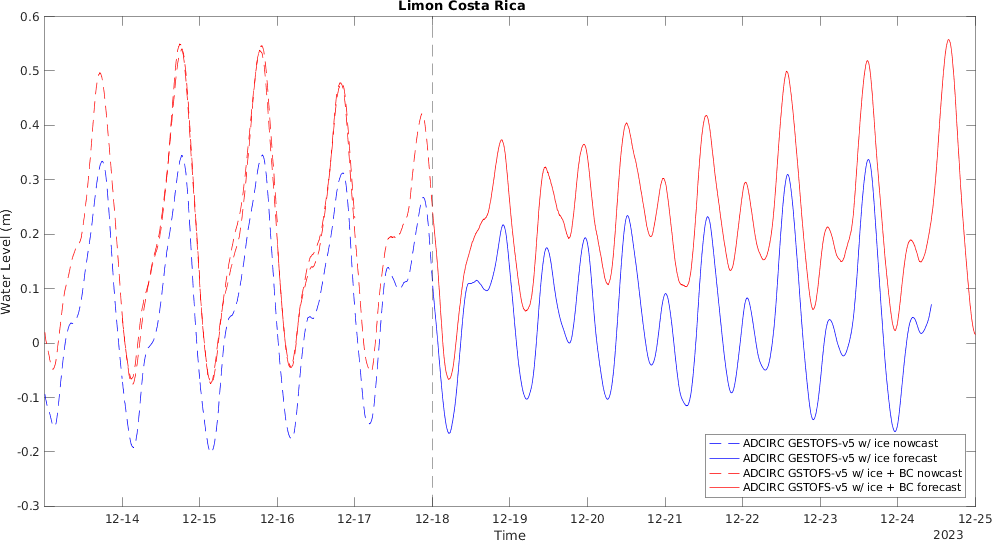 Limon Costa Rica
0.6
0.5
0.4
0.3
0.2
0.1
0
-0.1
-0.2
-0.3
Water Level (m)
ADCIRC GESTOFS-v5 w/ ice nowcast
ADCIRC GESTOFS-v5 w/ ice forecast
ADCIRC GSTOFS-v5 w/ ice + BC nowcast
ADCIRC GSTOFS-v5 w/ ice + BC forecast
12-14 12-15 12-16 12-17 12-18 12-19 12-20 12-21 12-22 12-23 12-24 12-25
Time
2023